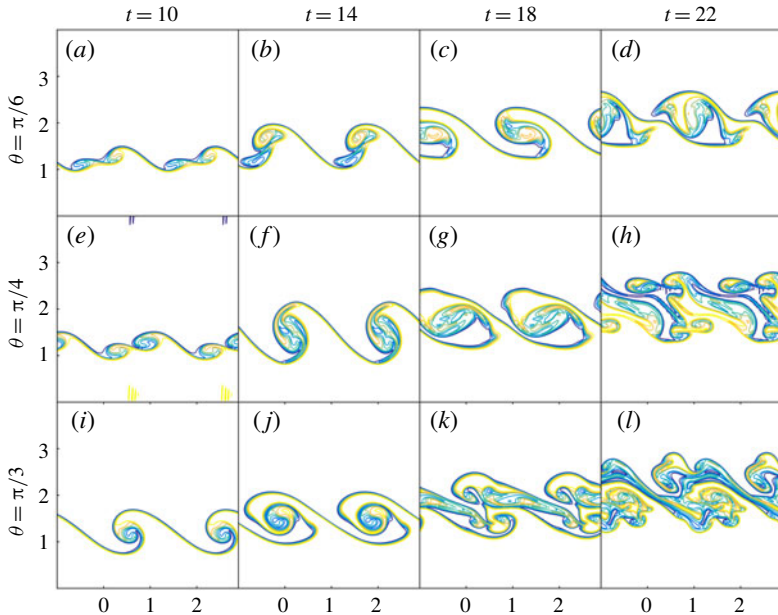 t = 10 t = 14 t = 18 t = 22
(a) (b) (c) (d)
θ = π/6
3
2
1
(e) (f) (g) (h)
θ = π/4
3
2
1
(i) (j) (k) (l)
θ = π/3
3
2
1
0 1 2 0 1 2 0 1 2 0 1 2